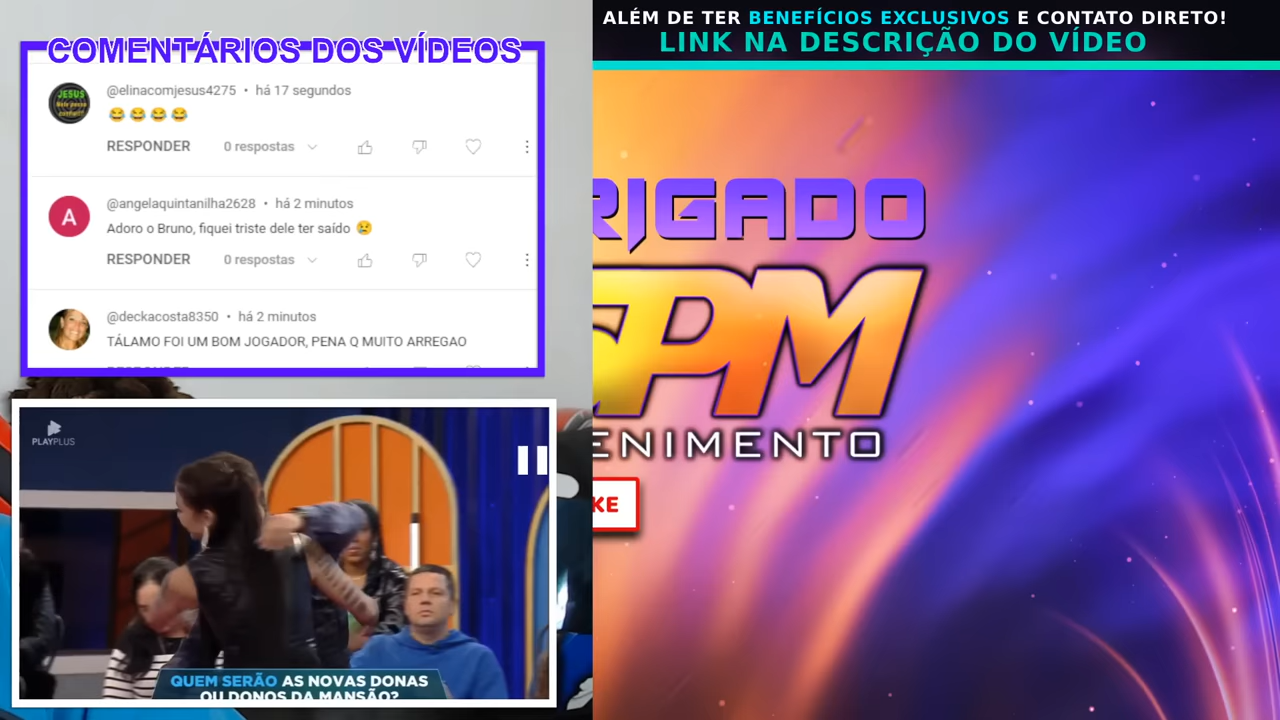 COMENTÁRIOS DOS VÍDEOS
@elinacomjesus4275 • há 17 segundos
RESPONDER 0 respostas
A
@angelaquintanilha2628 • há 2 minutos
Adoro o Bruno, fiquei triste dele ter saído 😢
RESPONDER 0 respostas
@deckacosta8350 • há 2 minutos
TÁLAMO FOI UM BOM JOGADOR, PENA Q MUITO ARREGAO
PLAYPLUS
QUEM SERÃO AS NOVAS DONAS
OU DONOS DA MANSÃO?
ALÉM DE TER BENEFÍCIOS EXCLUSIVOS E CONTATO DIRETO!
LINK NA DESCRIÇÃO DO VÍDEO
RIGADO
PM
ENIMENTO
KE